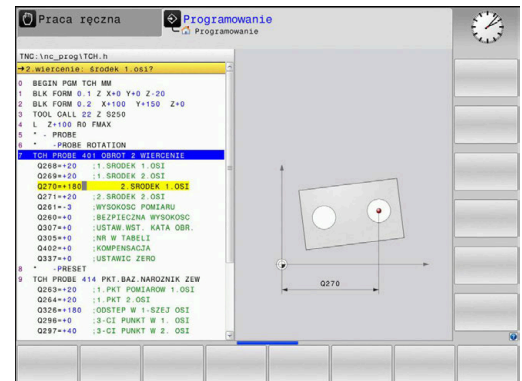 Praca ręczna
Programowanie
Programowanie
TNC:\nc_prog\TCH.h
→2.wiercenie: środek 1.osi?
0 BEGIN PGM TCH MM
1 BLK FORM 0.1 Z X+0 Y+0 Z-20
2 BLK FORM 0.2 X+100 Y+150 Z+0
3 TOOL CALL 22 Z S250
4 L Z+100 R0 FMAX
5 * - PROBE
6 * -PROBE ROTATION
7 TCH PROBE 401 OBROT 2 WIERCENIE
Q268=+20 ;1.SRODEK 1.OSI
Q269=+20 ;1.SRODEK 2.OSI
Q270=+180 2.SRODEK 1.OSI
Q271=+20 ;2.SRODEK 2.OSI
Q261=-3 ;WYSOKOSC POMIARU
Q260=+0 ;BEZPIECZNA WYSOKOSC
Q307=+0 ;USTAW.WST. KATA OBR.
Q305=+0 ;NR W TABELI
Q402=+0 ;KOMPENSACJA
Q337=+0 ;USTAWIC ZERO
8 * -PRESET
9 TCH PROBE 414 PKT.BAZ.NAROZNIK ZEW
Q263=+20 ;1.PKT POMIAROW 1.OSI
Q264=+20 ;1.PKT 2.OSI
Q326=+180 ;ODSTEP W 1-SZEJ OSI
Q296=+0 ;3-CI PUNKT W 1. OSI
Q297=+40 ;3-CI PUNKT W 2. OSI
Q270